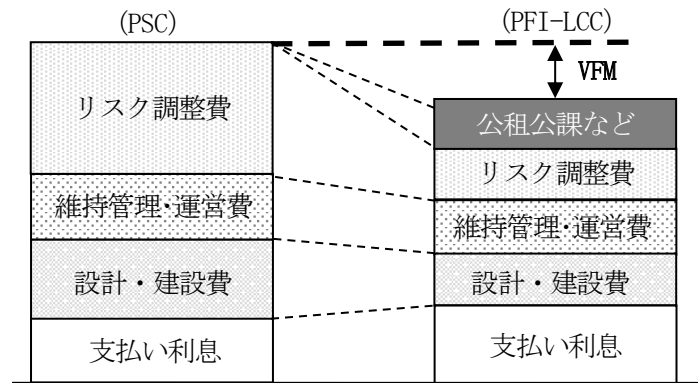 (PSC)
(PFI-LCC)
VFM
リスク調整費
維持管理･運営費
設計・建設費
支払い利息
公租公課など
リスク調整費
維持管理･運営費
設計・建設費
支払い利息